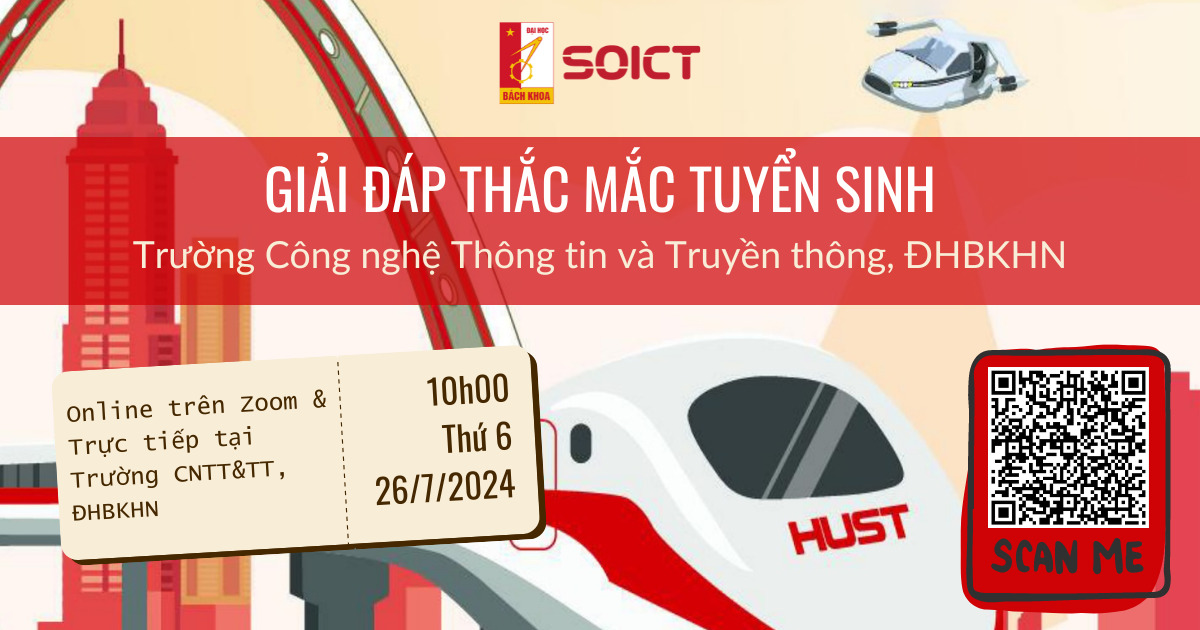 ĐẠI HỌC
BÁCH KHOA
SOICT
GIẢI ĐÁP THẮC MẮC TUYỂN SINH
Trường Công nghệ Thông tin và Truyền thông, ĐHBKHN
Online trên Zoom &
Trực tiếp tại
Trường CNTT&TT,
ĐHBKHN
10h00
Thứ 6
26/7/2024
HUST
SCAN ME